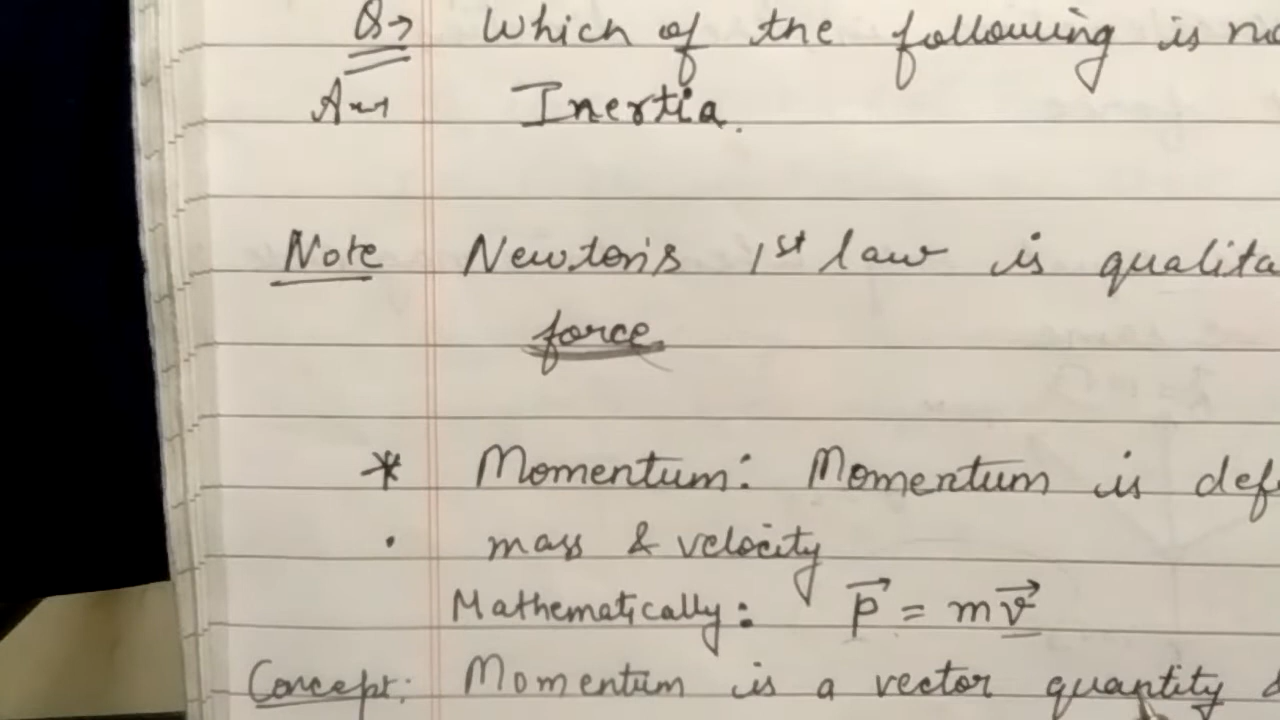 Q→ Which of the following is
Ans Inertia.
Note Newton's 1st law is qualita
force
* Momentum: Momentum is def
. mass & velocity
Mathematically: p⃗ = mv⃗
Concept: Momentum is a vector quantity &